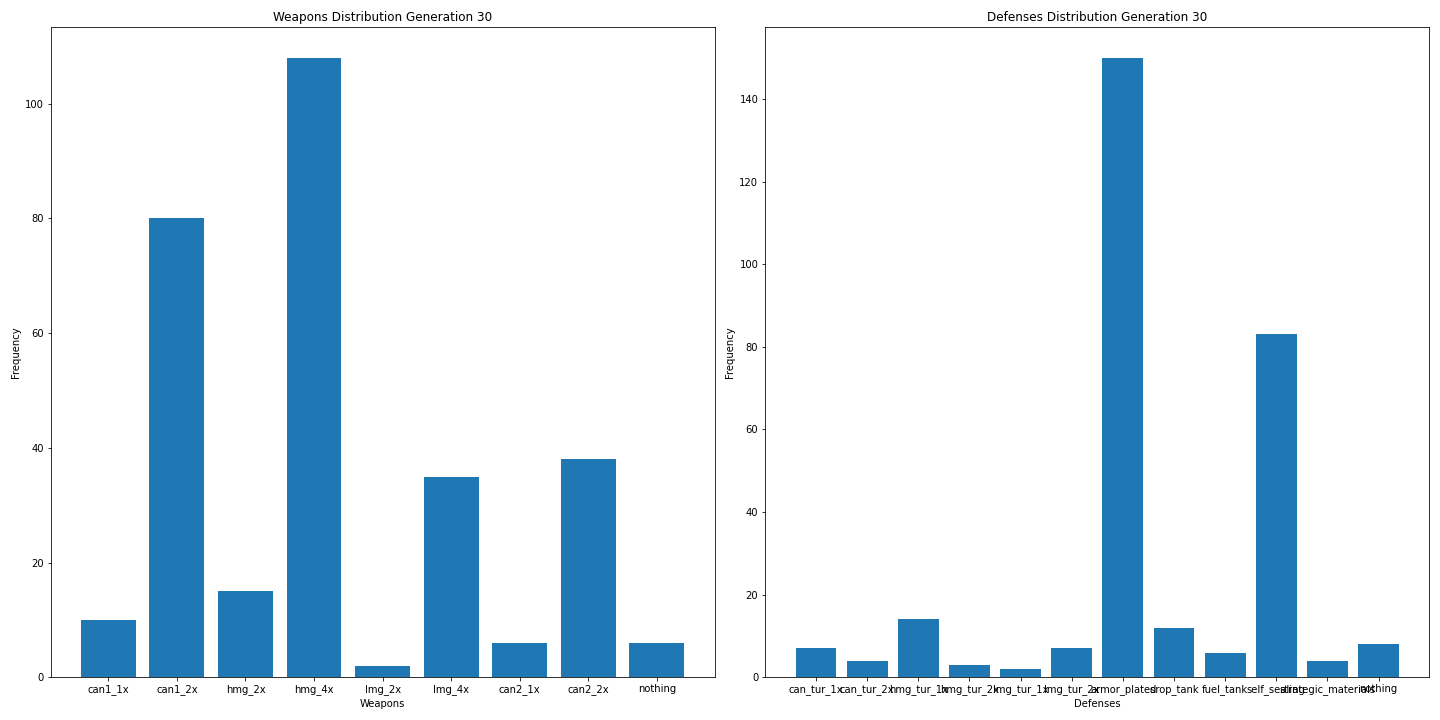 Weapons Distribution Generation 30
Frequency
100
80
60
40
20
0
can1_1x can1_2x hmg_2x hmg_4x lmg_2x lmg_4x can2_1x can2_2x nothing
Weapons
Defenses Distribution Generation 30
Frequency
140
120
100
80
60
40
20
0
can_tur_1x can_tur_2x hmg_tur_1x hmg_tur_2x lmg_tur_1x lmg_tur_2x armor_plates drop_tank fuel_tanks self_sealing strategic_materials nothing
Defenses